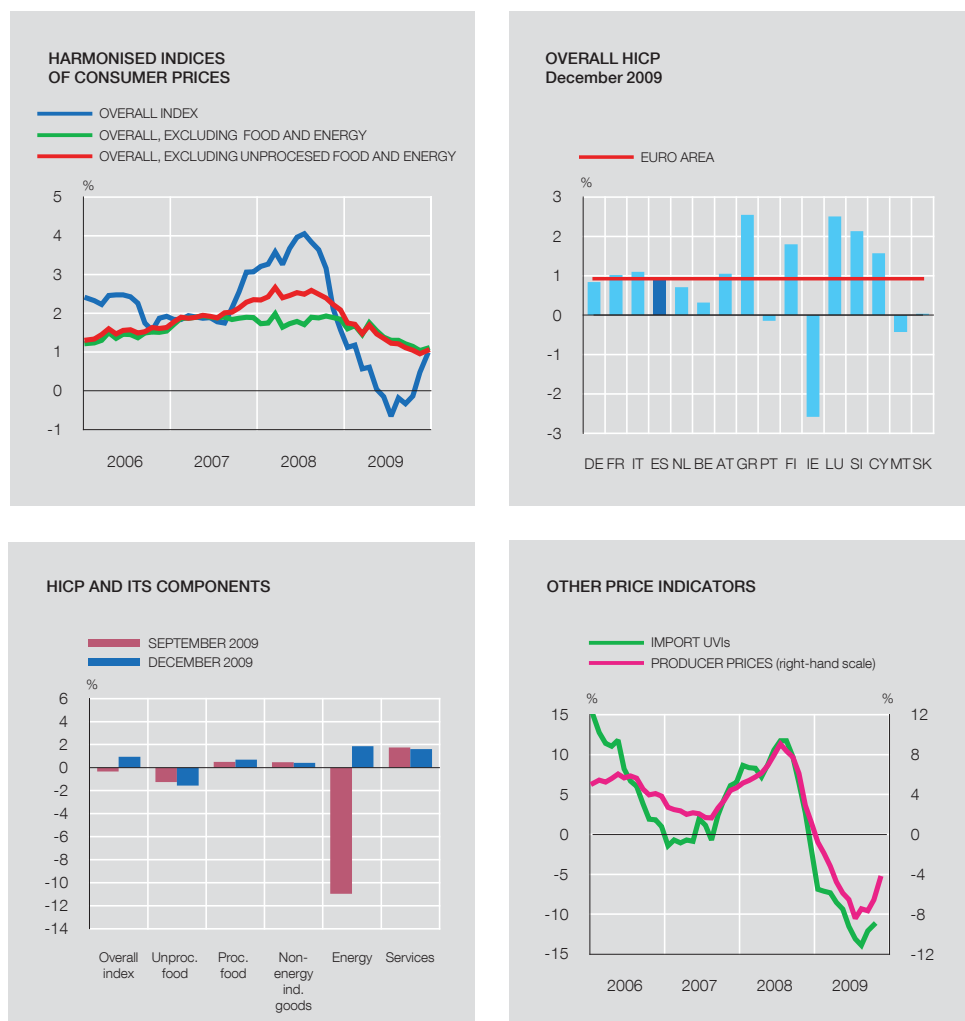 HARMONISED INDICES
OF CONSUMER PRICES
OVERALL INDEX
OVERALL, EXCLUDING FOOD AND ENERGY
OVERALL, EXCLUDING UNPROCESED FOOD AND ENERGY
%
5
4
3
2
1
0
-1
2006 2007 2008 2009
OVERALL HICP
December 2009
EURO AREA
%
3
2
1
0
-1
-2
-3
DE FR IT ES NL BE AT GR PT FI IE LU SI CY MT SK
HICP AND ITS COMPONENTS
SEPTEMBER 2009
DECEMBER 2009
%
6
4
2
0
-2
-4
-6
-8
-10
-12
-14
Overall index
Unproc. food
Proc. food
Non-energy ind. goods
Energy
Services
OTHER PRICE INDICATORS
IMPORT UVIs
PRODUCER PRICES (right-hand scale)
% %
15 12
10 8
5 4
0 0
-5 -4
-10 -8
-15 -12
2006 2007 2008 2009